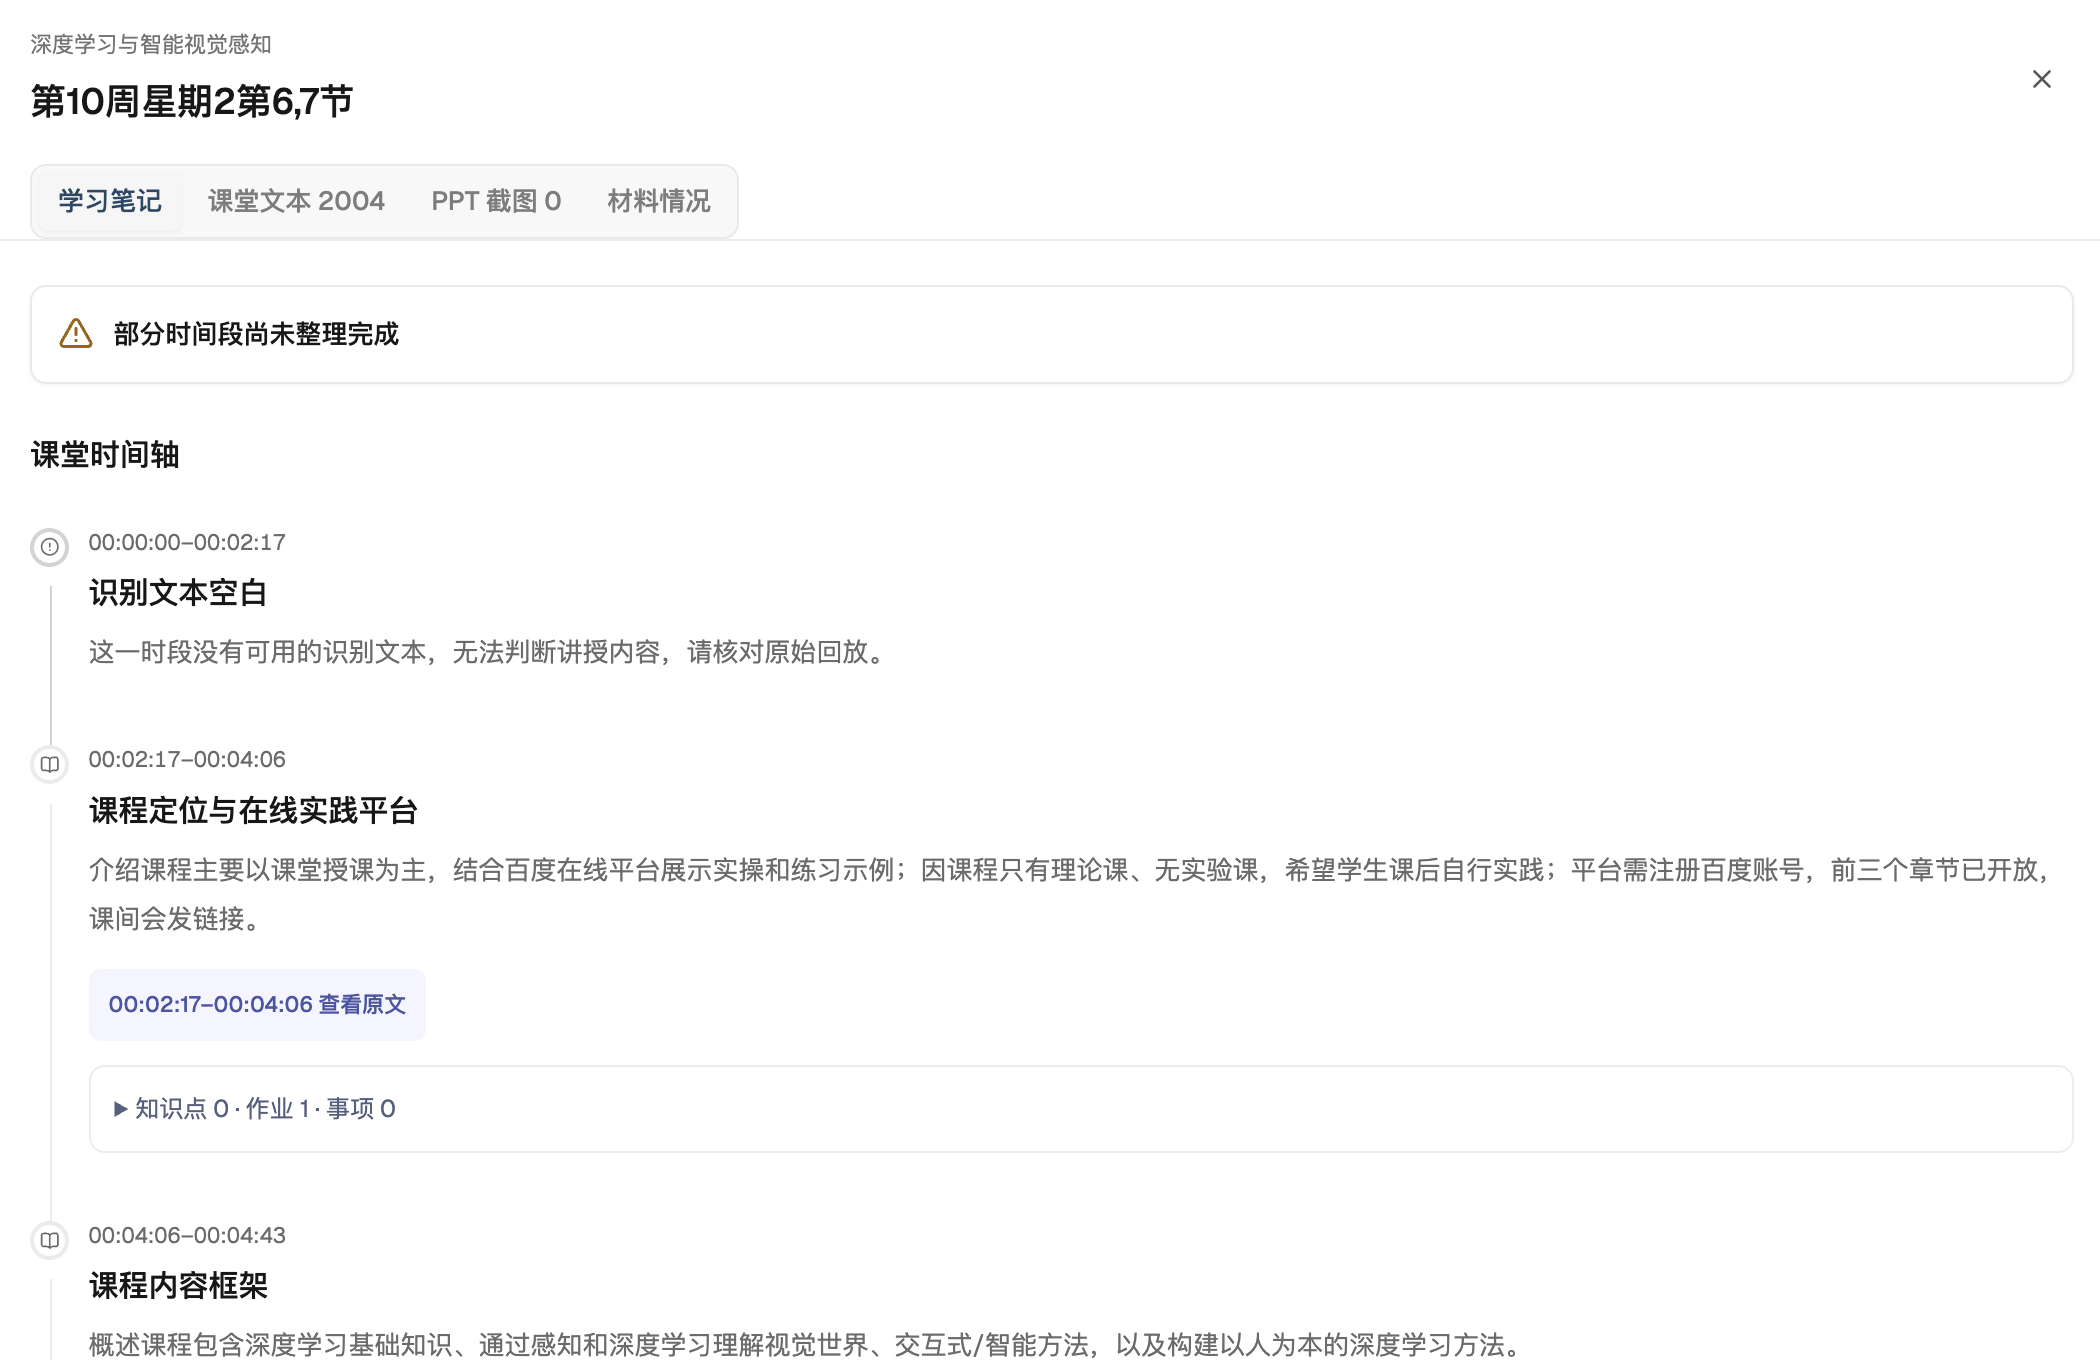 深度学习与智能视觉感知
第10周星期2第6,7节
学习笔记 课堂文本 2004 PPT 截图 0 材料情况
部分时间段尚未整理完成
课堂时间轴
00:00:00–00:02:17
识别文本空白
这一时段没有可用的识别文本，无法判断讲授内容，请核对原始回放。
00:02:17–00:04:06
课程定位与在线实践平台
介绍课程主要以课堂授课为主，结合百度在线平台展示实操和练习示例；因课程只有理论课、无实验课，希望学生课后自行实践；平台需注册百度账号，前三个章节已开放，
课间会发链接。
00:02:17–00:04:06 查看原文
▶ 知识点 0 · 作业 1 · 事项 0
00:04:06–00:04:43
课程内容框架
概述课程包含深度学习基础知识、通过感知和深度学习理解视觉世界、交互式/智能方法，以及构建以人为本的深度学习方法。